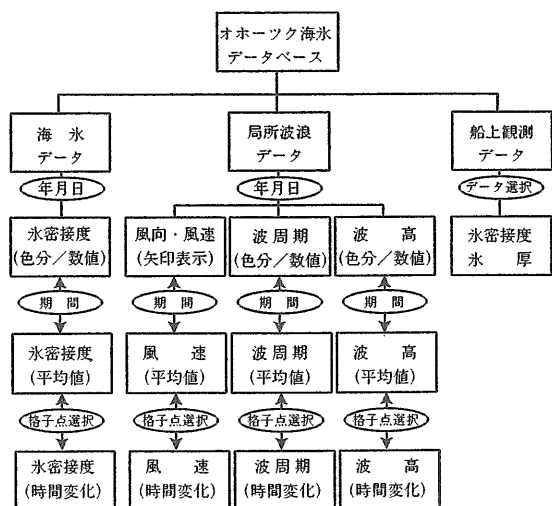 オホーツク海氷
データベース
海 氷
データ
局所波浪
データ
船上観測
データ
年月日
年月日
データ選択
氷密接度
(色分/数値)
風向・風速
(矢印表示)
波周期
(色分/数値)
波 高
(色分/数値)
氷密接度
氷 厚
期 間
期 間
期 間
期 間
氷密接度
(平均値)
風 速
(平均値)
波周期
(平均値)
波 高
(平均値)
格子点選択
格子点選択
格子点選択
格子点選択
氷密接度
(時間変化)
風 速
(時間変化)
波周期
(時間変化)
波 高
(時間変化)